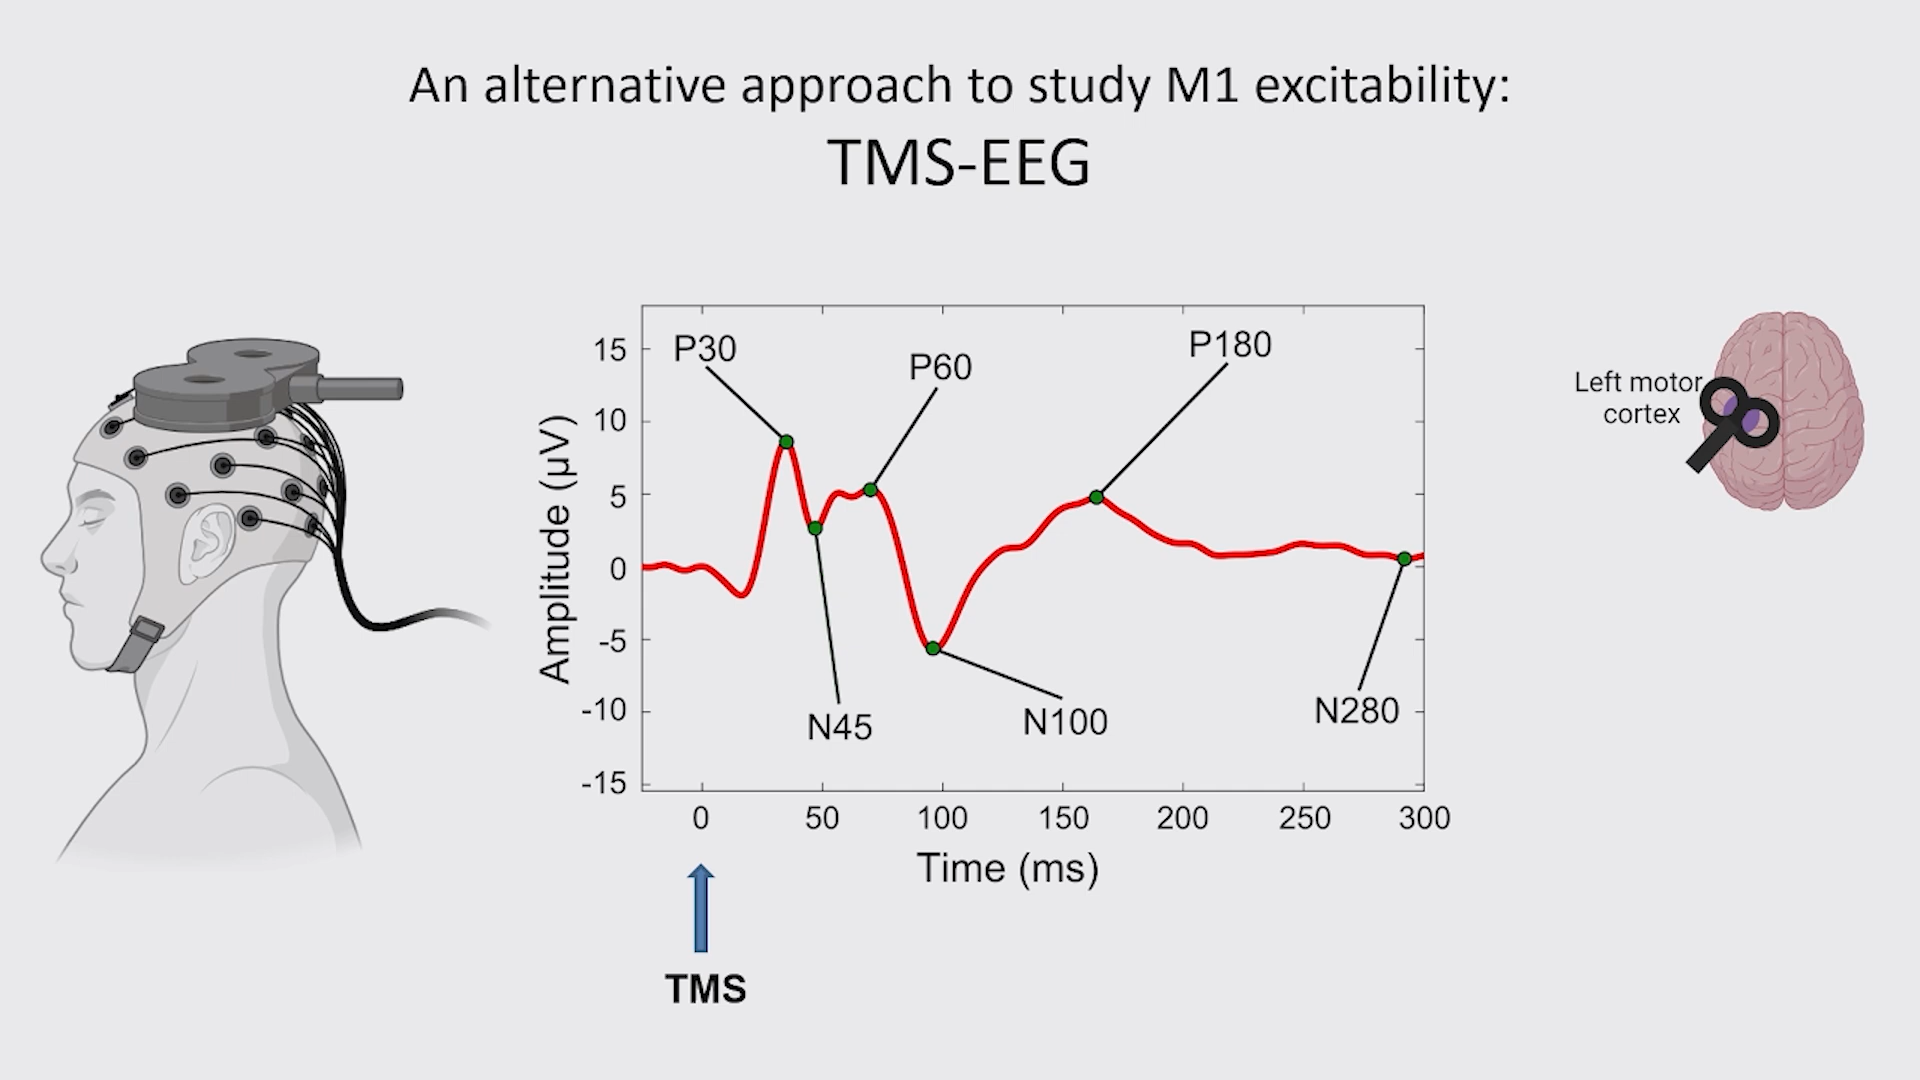 An alternative approach to study M1 excitability:
TMS-EEG
P30
P60
P180
N45
N100
N280
Amplitude (µV)
15
10
5
0
-5
-10
-15
0
50
100
150
200
250
300
Time (ms)
TMS
Left motor
cortex